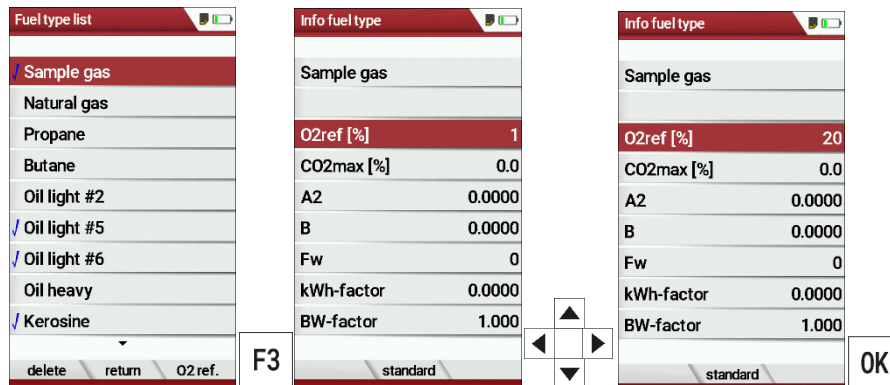 Fuel type list
Sample gas
Natural gas
Propane
Butane
Oil light #2
Oil light #5
Oil light #6
Oil heavy
Kerosine
delete return O2 ref.
F3
Info fuel type
Sample gas
O2ref [%] 1
CO2max [%] 0.0
A2 0.0000
B 0.0000
Fw 0
kWh-factor 0.0000
BW-factor 1.000
standard
Info fuel type
Sample gas
O2ref [%] 20
CO2max [%] 0.0
A2 0.0000
B 0.0000
Fw 0
kWh-factor 0.0000
BW-factor 1.000
standard
OK